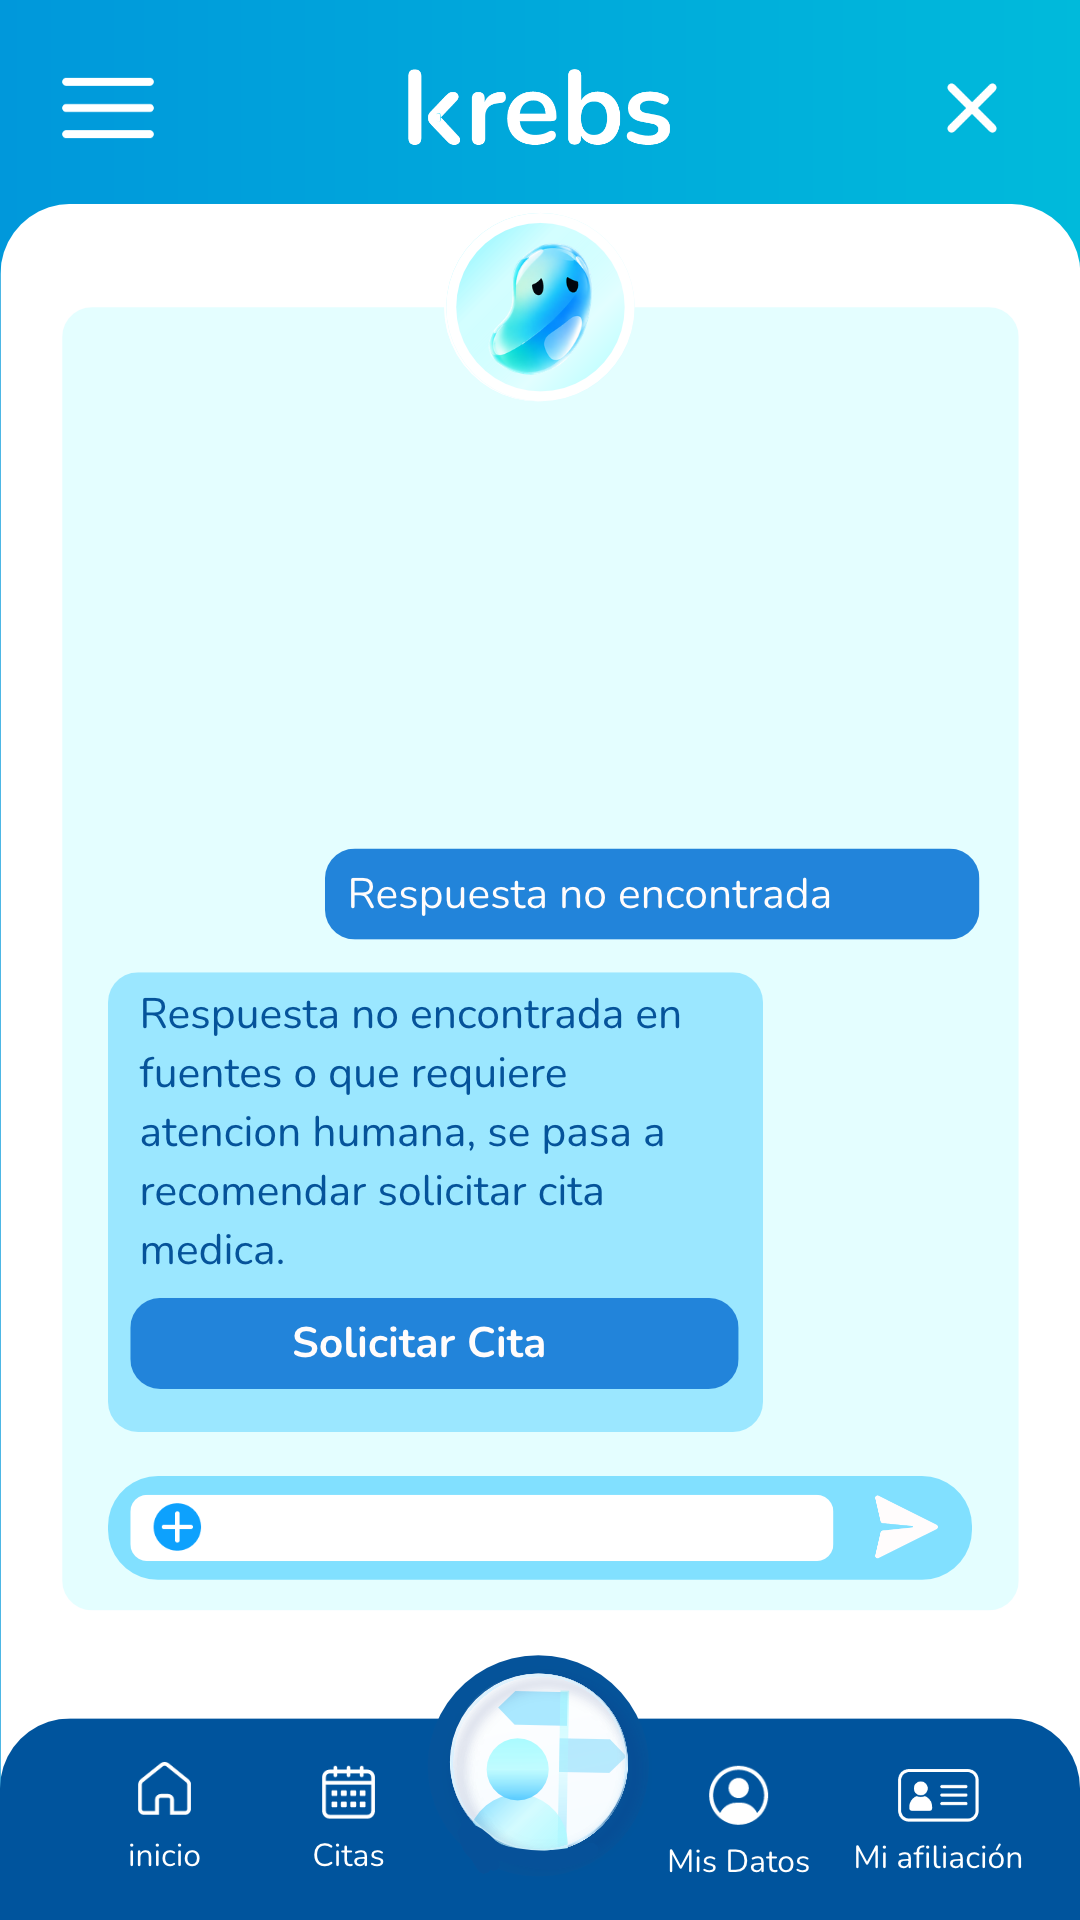 krebs
Respuesta no encontrada
Respuesta no encontrada en
fuentes o que requiere
atencion humana, se pasa a
recomendar solicitar cita
medica.
Solicitar Cita
inicio
Citas
Mis Datos
Mi afiliación